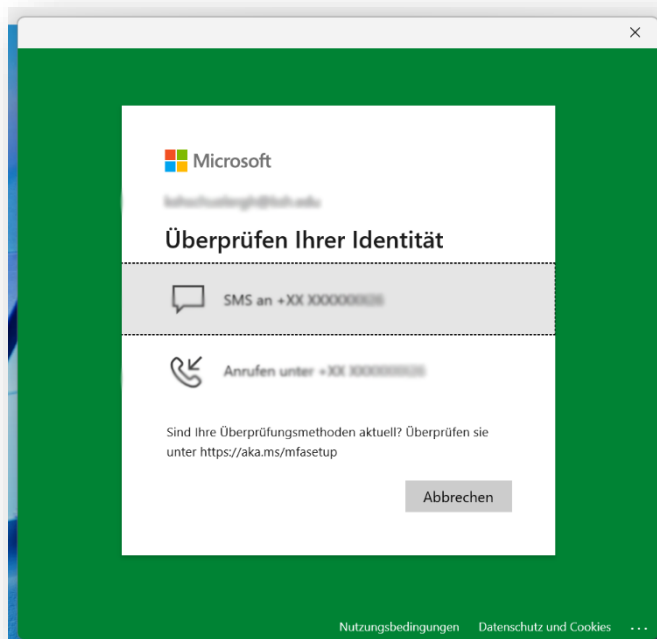 Microsoft
Überprüfen Ihrer Identität
SMS an +XX
Anrufen unter +XX
Sind Ihre Überprüfungsmethoden aktuell? Überprüfen sie
unter https://aka.ms/mfasetup
Abbrechen
Nutzungsbedingungen Datenschutz und Cookies ...